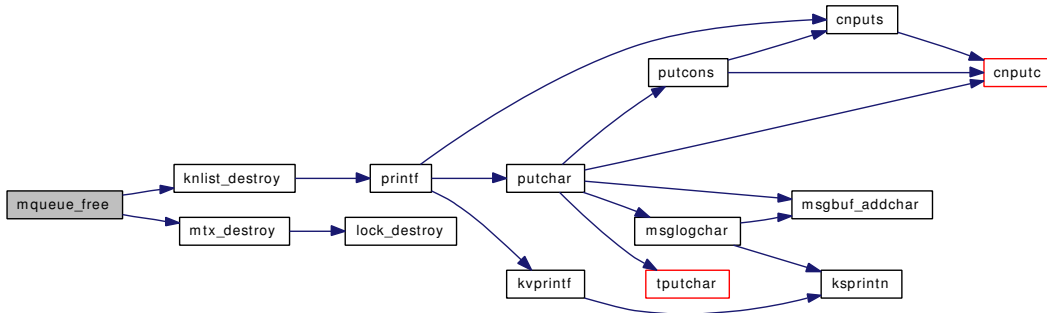 cnputs
putcons
cnputc
knlist_destroy
printf
putchar
mqueue_free
msgbuf_addchar
mtx_destroy
lock_destroy
msglogchar
kvprintf
tputchar
ksprintn